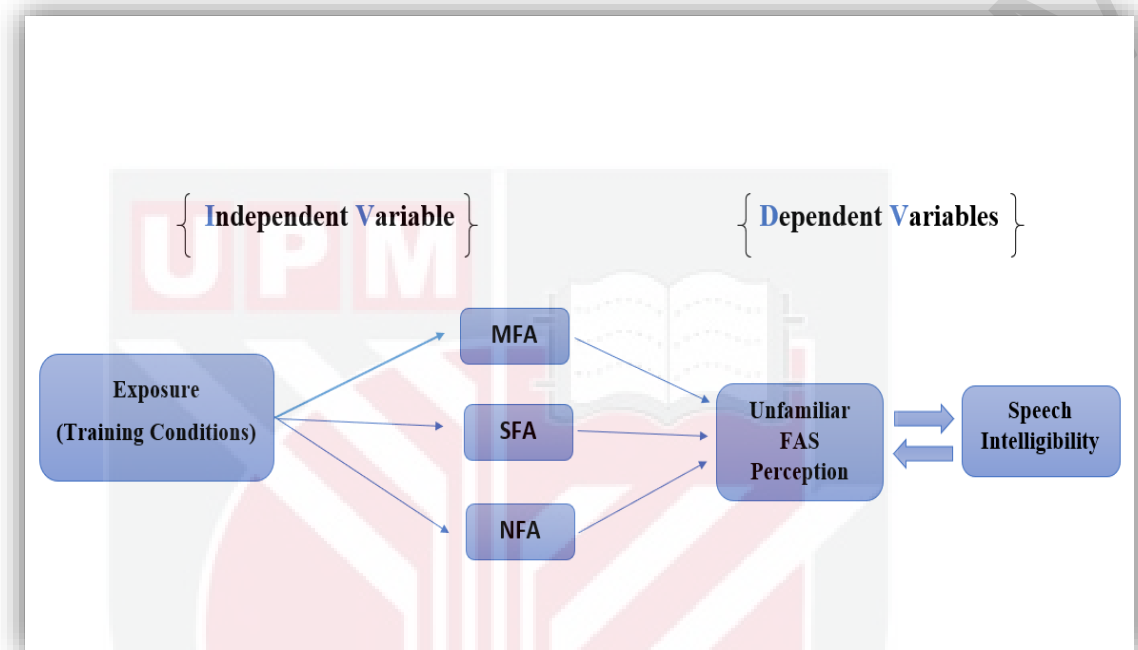 { Independent Variable }
{ Dependent Variables }
UPM
MFA
Exposure
(Training Conditions)
SFA
NFA
Unfamiliar
FAS
Perception
Speech
Intelligibility